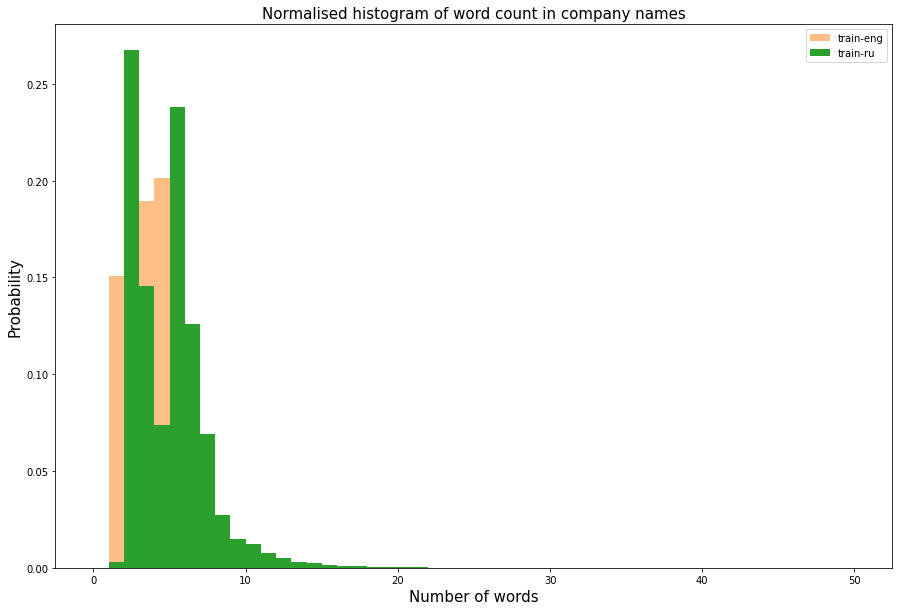 Normalised histogram of word count in company names
train-eng
train-ru
0.25
0.20
0.15
0.10
0.05
0.00
Probability
0 10 20 30 40 50
Number of words